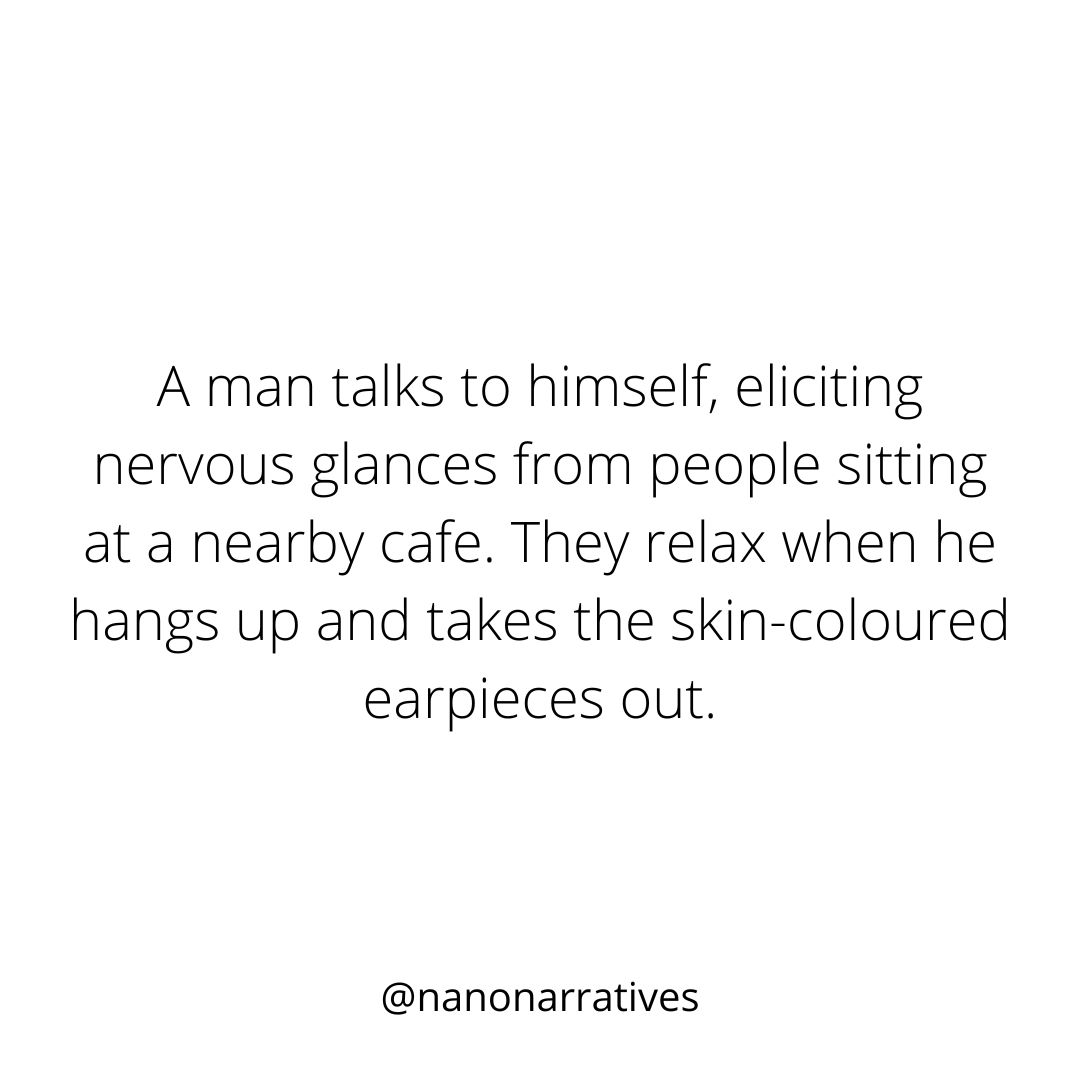 A man talks to himself, eliciting
nervous glances from people sitting
at a nearby cafe. They relax when he
hangs up and takes the skin-coloured
earpieces out.
@nanonarratives